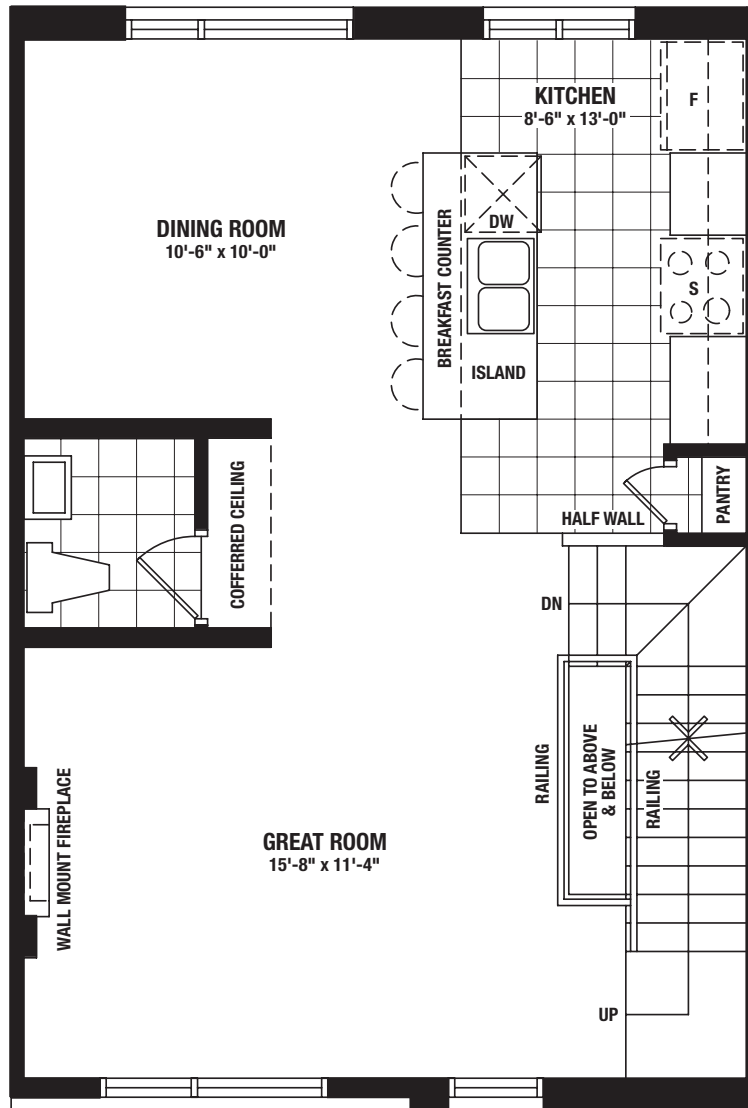 KITCHEN
8'-6" x 13'-0"
F
DINING ROOM
10'-6" x 10'-0"
BREAKFAST COUNTER
DW
S
ISLAND
COFFERRED CEILING
HALF WALL
PANTRY
DN
RAILING
OPEN TO ABOVE
& BELOW
RAILING
WALL MOUNT FIREPLACE
GREAT ROOM
15'-8" x 11'-4"
UP